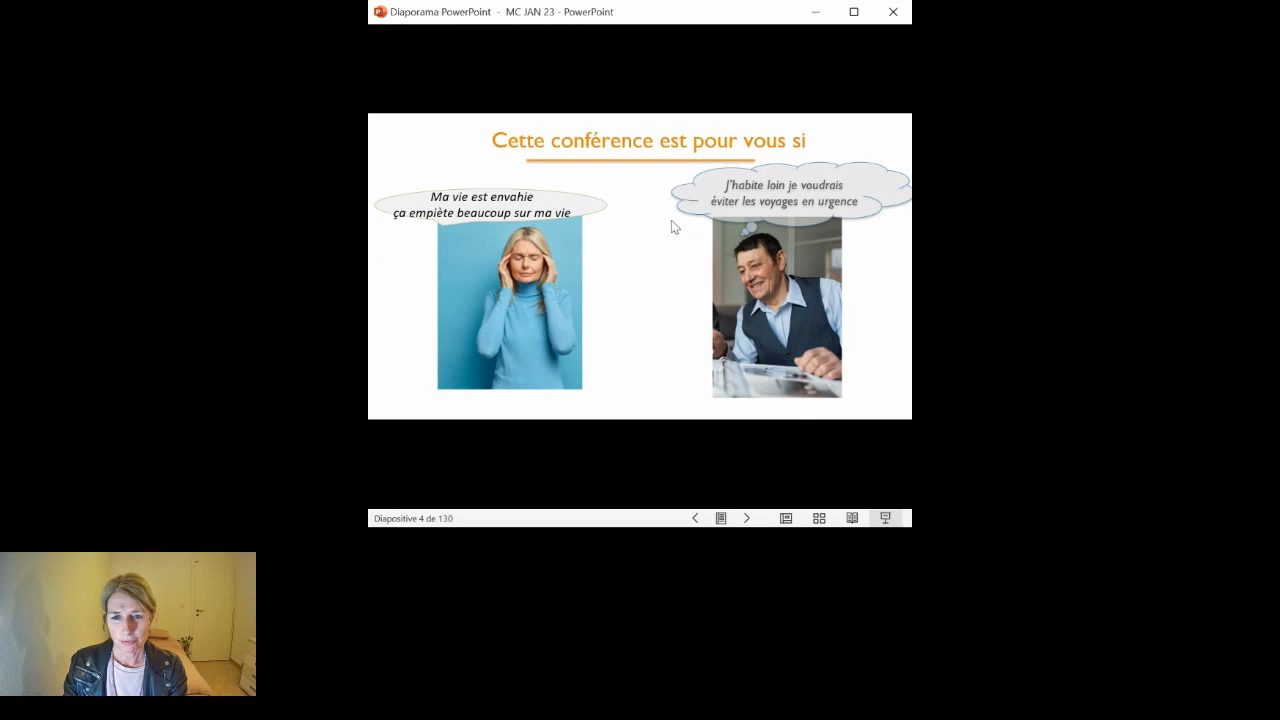 Diaporama PowerPoint - MC JAN 23 - PowerPoint
Cette conférence est pour vous si
Ma vie est envahie
ça empiète beaucoup sur ma vie
J'habite loin je voudrais
éviter les voyages en urgence
Diapositive 4 de 130